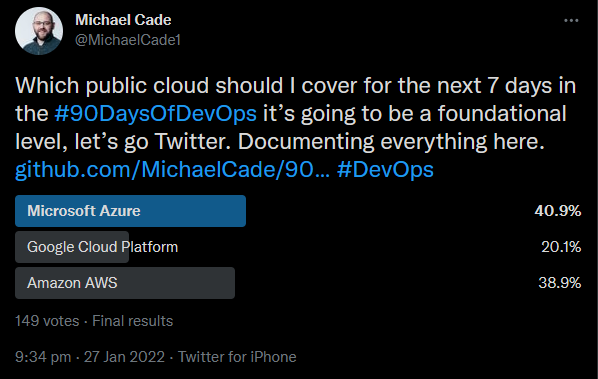 Michael Cade
@MichaelCade1
Which public cloud should I cover for the next 7 days in
the #90DaysOfDevOps it’s going to be a foundational
level, let’s go Twitter. Documenting everything here.
github.com/MichaelCade/90… #DevOps
Microsoft Azure 40.9%
Google Cloud Platform 20.1%
Amazon AWS 38.9%
149 votes · Final results
9:34 pm · 27 Jan 2022 · Twitter for iPhone